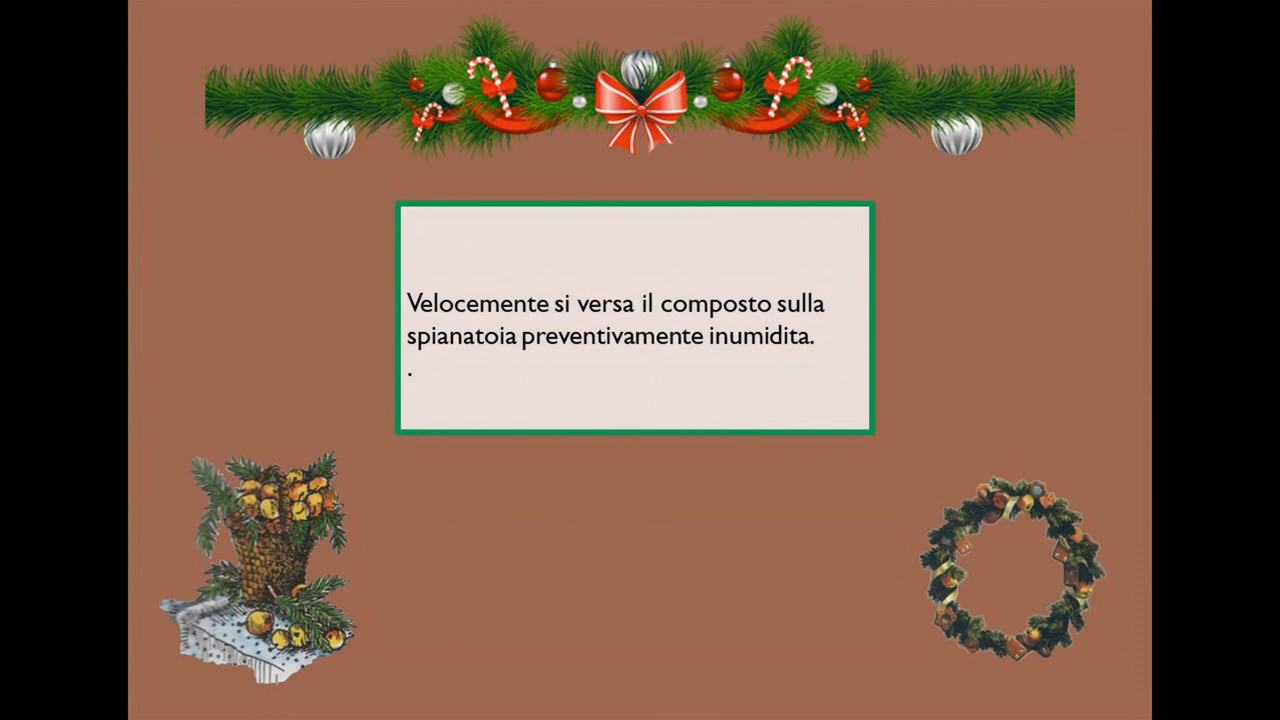 Velocemente si versa il composto sulla
spianatoia preventivamente inumidita.
.